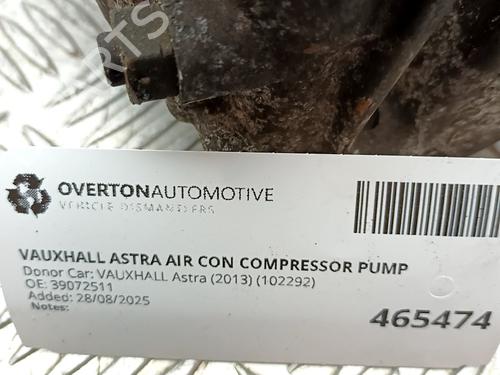 PARTS
OVERTONAUTOMOTIVE
VEHICLE DISMANTLERS
VAUXHALL ASTRA AIR CON COMPRESSOR PUMP
Donor Car: VAUXHALL Astra (2013) (102292)
OE: 39072511
Added: 28/08/2025
Notes:
465474